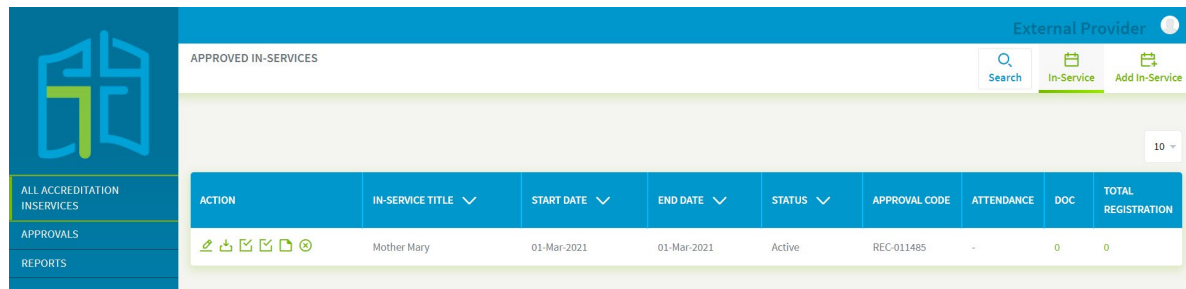 External Provider
APPROVED IN-SERVICES
Search
In-Service
Add In-Service
10
ALL ACCREDITATION
INSERVICES
APPROVALS
REPORTS
ACTION IN-SERVICE TITLE START DATE END DATE STATUS APPROVAL CODE ATTENDANCE DOC TOTAL
REGISTRATION
Mother Mary 01-Mar-2021 01-Mar-2021 Active REC-011485 - 0 0